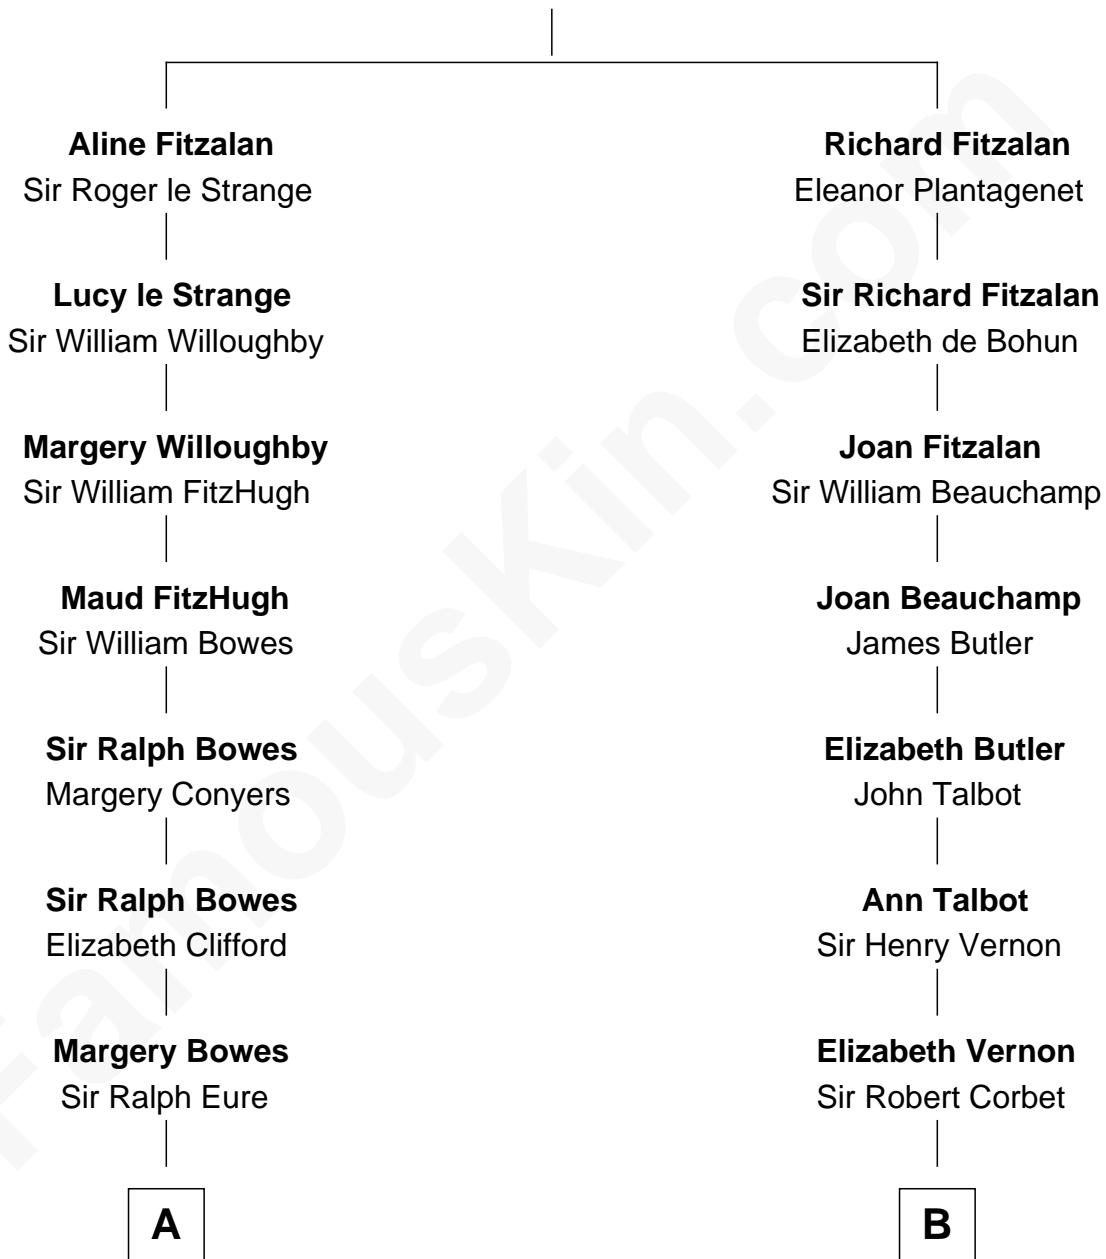 Aline Fitzalan
Sir Roger le Strange
Lucy le Strange
Sir William Willoughby
Margery Willoughby
Sir William FitzHugh
Maud FitzHugh
Sir William Bowes
Sir Ralph Bowes
Margery Conyers
Sir Ralph Bowes
Elizabeth Clifford
Margery Bowes
Sir Ralph Eure
A
Richard Fitzalan
Eleanor Plantagenet
Sir Richard Fitzalan
Elizabeth de Bohun
Joan Fitzalan
Sir William Beauchamp
Joan Beauchamp
James Butler
Elizabeth Butler
John Talbot
Ann Talbot
Sir Henry Vernon
Elizabeth Vernon
Sir Robert Corbet
B
FamousKin.com